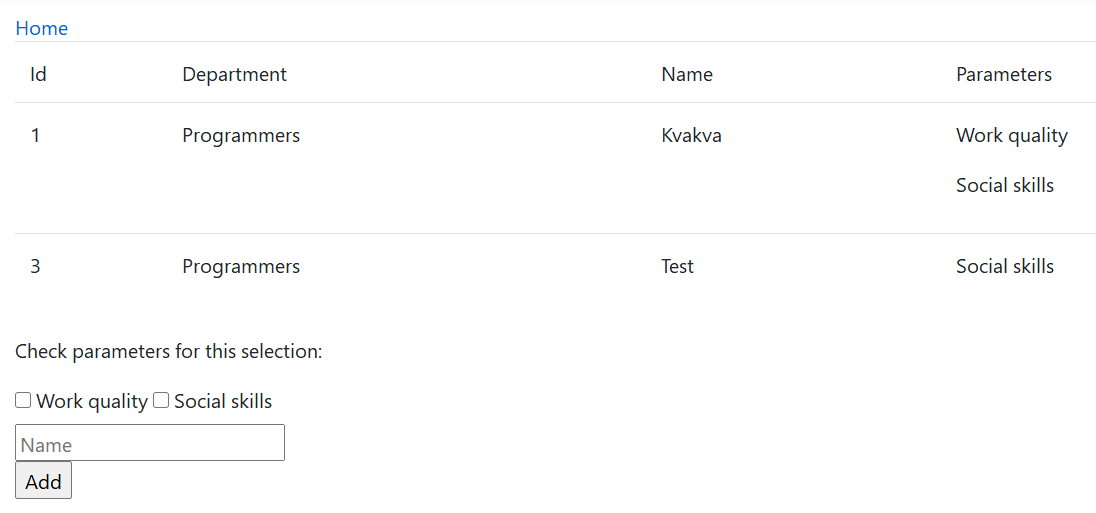 Home
Id Department Name Parameters
1 Programmers Kvakva Work quality
Social skills
3 Programmers Test Social skills
Check parameters for this selection:
Work quality Social skills
Name
Add